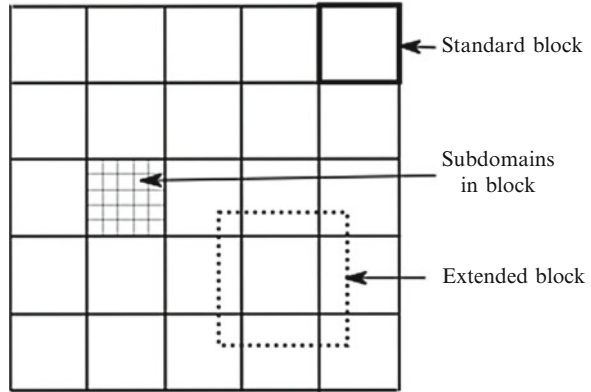 Standard block
Subdomains
in block
Extended block